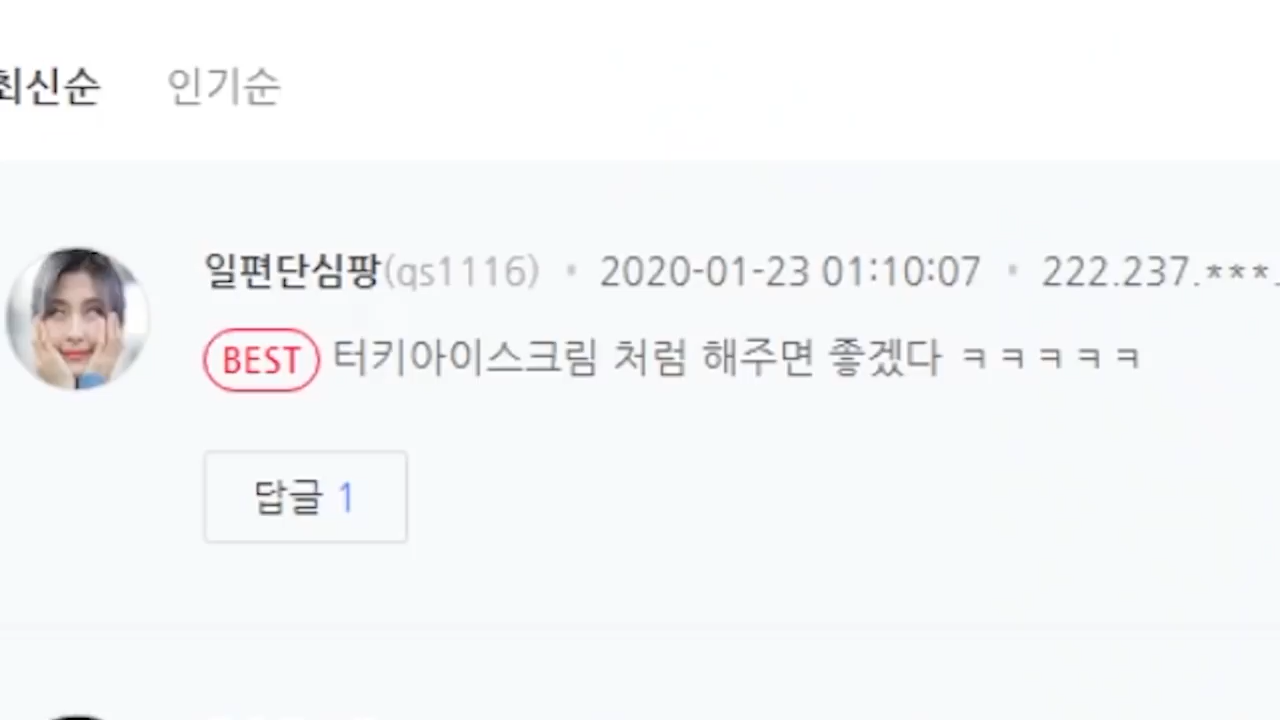 최신순 인기순
일편단심팡(qs1116) • 2020-01-23 01:10:07 • 222.237.***.
BEST 터키아이스크림 처럼 해주면 좋겠다 ㅋㅋㅋㅋㅋ
답글 1